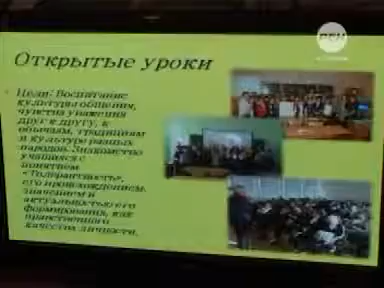 РЕН
Открытые уроки
Цели: Воспитание
культуры общения,
чувства уважения
друг к другу, к
обычаям, традициям
и культуре разных
народов. Знакомство
учащихся с
понятием
«Толерантность»,
его происхождением,
значением и
актуальностью его
формирования, как
нравственного
качества личности.